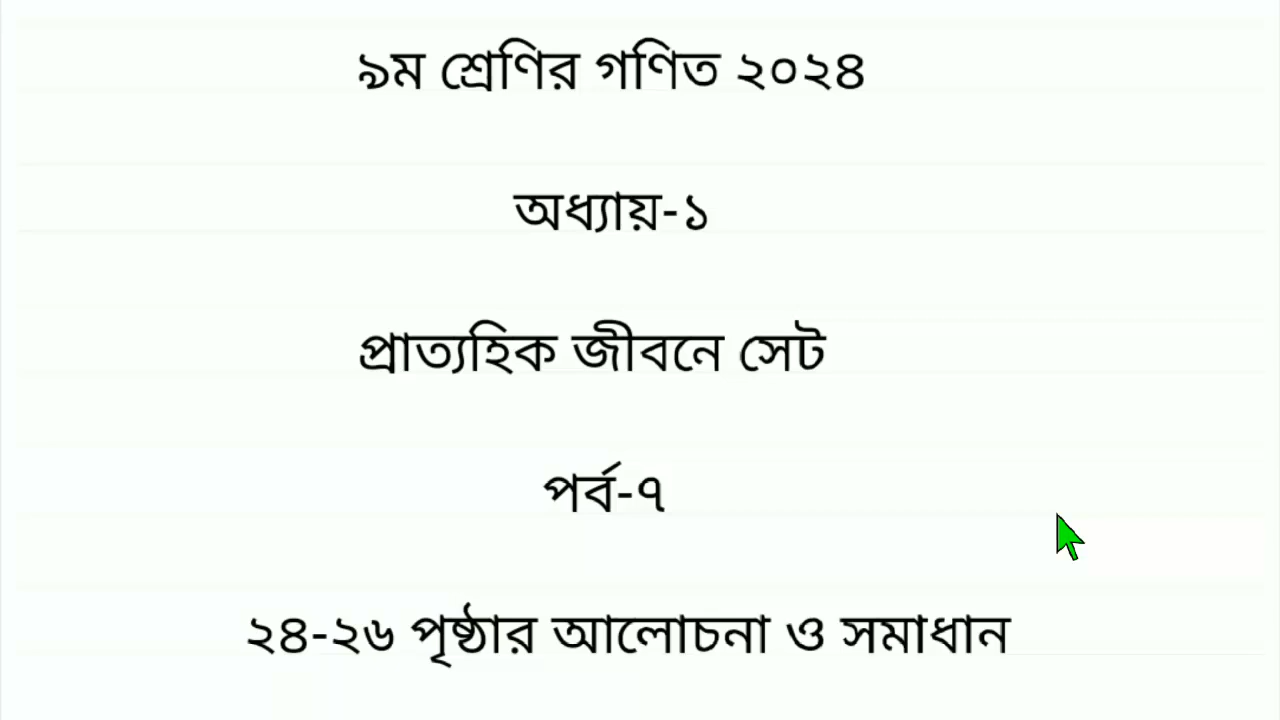 ৯ম শ্রেণির গণিত ২০২৪
অধ্যায়-১
প্রাত্যহিক জীবনে সেট
পর্ব-৭
২৪-২৬ পৃষ্ঠার আলোচনা ও সমাধান